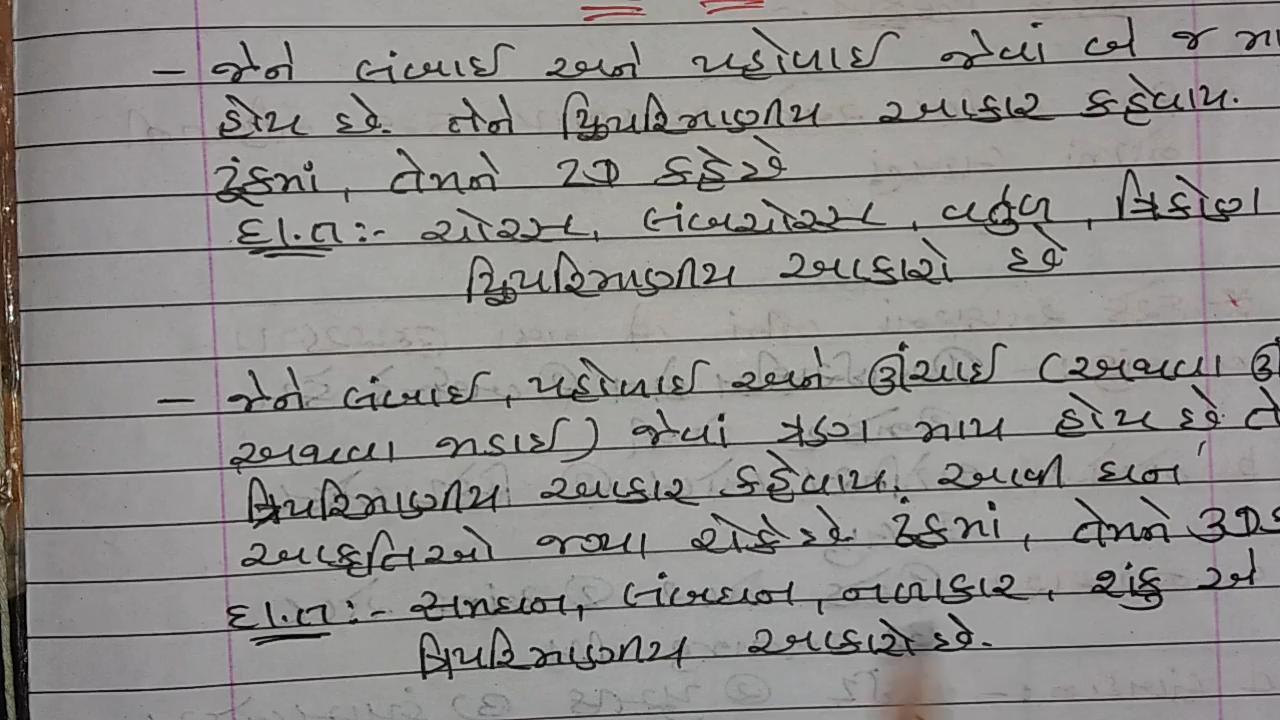 - જેને લંબાઈ અને પહોળાઈ જેવાં બે જ મા
હોય છે. તેને દ્વિપરિમાણીય આકાર કહેવાય.
ટૂંકમાં, તેમને 2D કહે છે
દા.ત.:- ચોરસ, લંબચોરસ, વર્તુળ, ત્રિકોણ
દ્વિપરિમાણીય આકારો છે
- જેને લંબાઈ, પહોળાઈ અને ઊંચાઈ (અથવા ઊ
અથવા જાડાઈ) જેવાં ત્રણ માપ હોય છે તે
ત્રિપરિમાણીય આકાર કહેવાય. આવી ઘન
આકૃતિઓ જગ્યા રોકે છે. ટૂંકમાં, તેમને 3D ક
દા.ત.:- સમઘન, લંબઘન, નળાકાર, શંકુ એ
ત્રિપરિમાણીય આકારો છે.